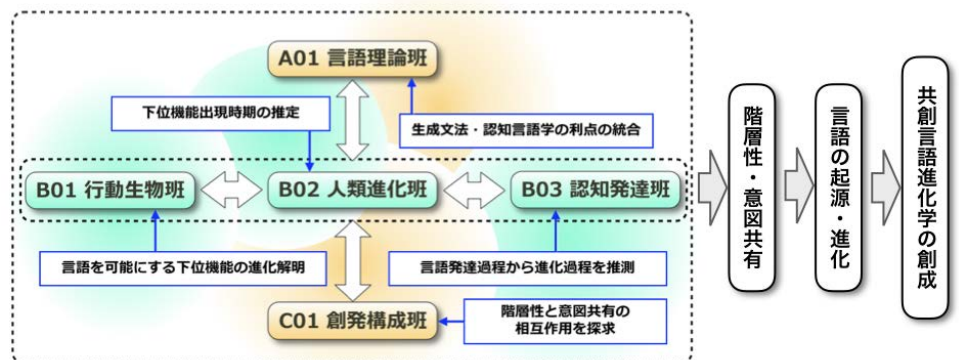 A01 言語理論班
下位機能出現時期の推定
生成文法・認知言語学の利点の統合
B01 行動生物班
B02 人類進化班
B03 認知発達班
言語を可能にする下位機能の進化解明
言語発達過程から進化過程を推測
C01 創発構成班
階層性と意図共有の
相互作用を探求
階層性・意図共有
言語の起源・進化
共創言語進化学の創成